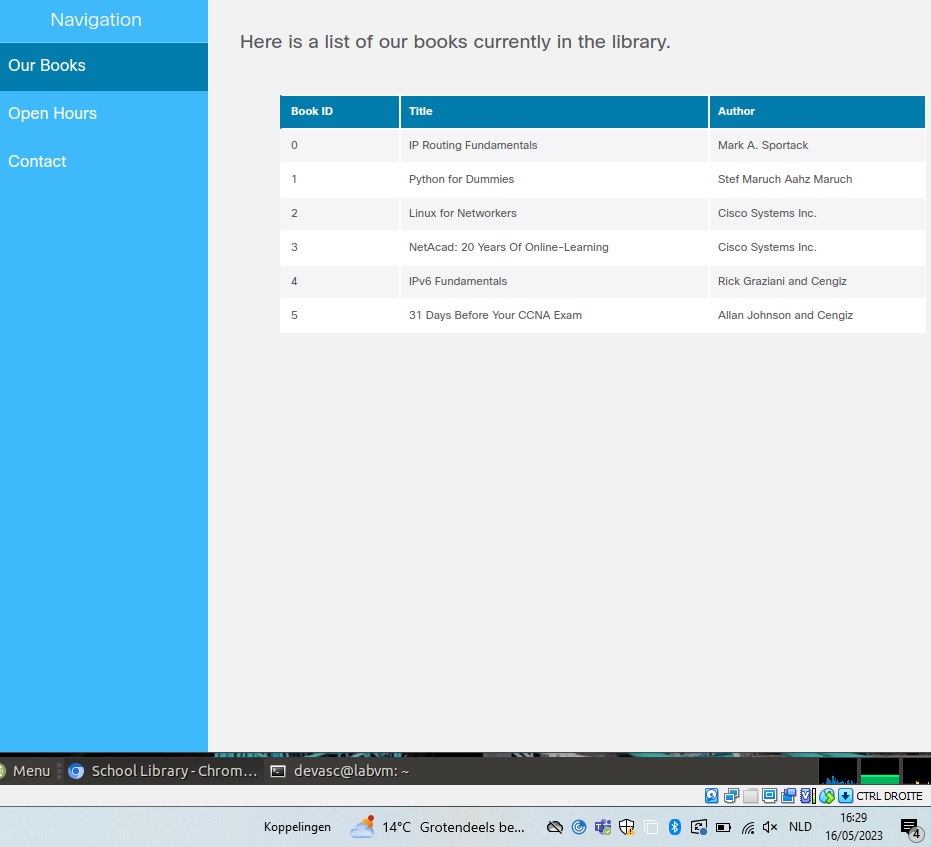 Navigation
Our Books
Open Hours
Contact
Here is a list of our books currently in the library.
Book ID Title Author
0 IP Routing Fundamentals Mark A. Sportack
1 Python for Dummies Stef Maruch Aahz Maruch
2 Linux for Networkers Cisco Systems Inc.
3 NetAcad: 20 Years Of Online-Learning Cisco Systems Inc.
4 IPv6 Fundamentals Rick Graziani and Cengiz
5 31 Days Before Your CCNA Exam Allan Johnson and Cengiz
Menu School Library - Chrom... devasc@labvm: ~
CTRL DROITE
Koppelingen 14°C Grotendeels be... NLD 16:29
16/05/2023 4